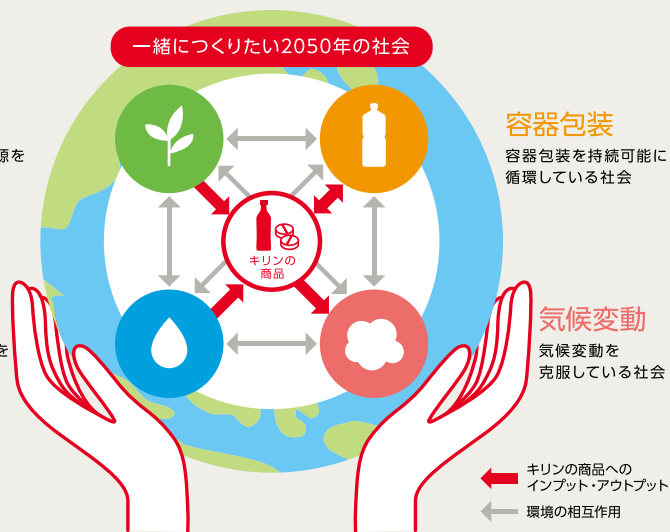 一緒につくりたい2050年の社会
源を
容器包装
容器包装を持続可能に
循環している社会
キリンの
商品
を
気候変動
気候変動を
克服している社会
キリンの商品への
インプット・アウトプット
環境の相互作用